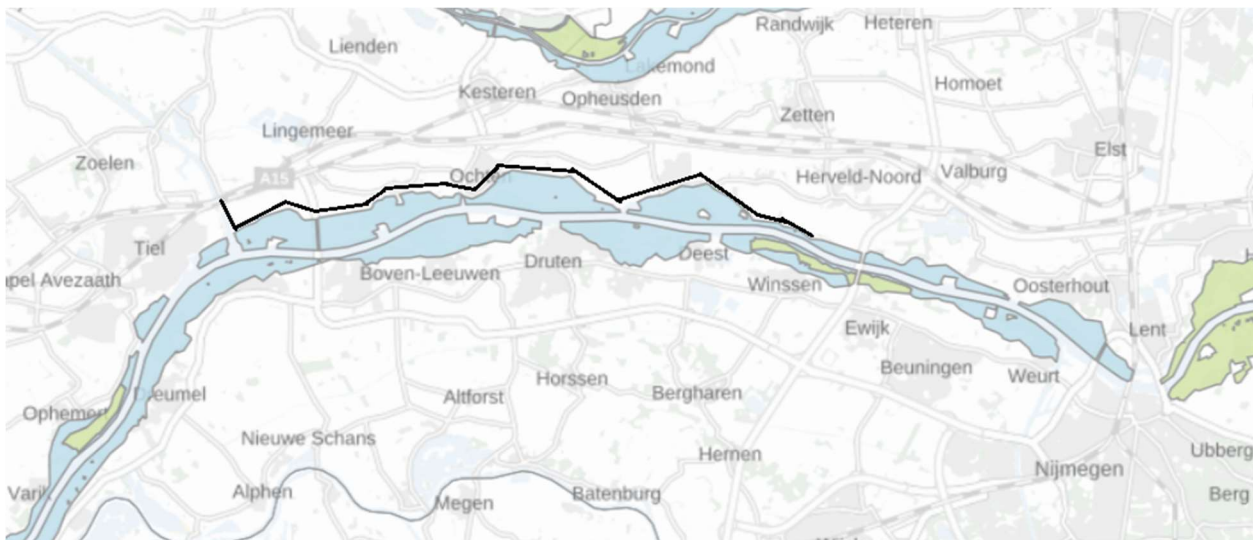 Randwijk
Heteren
Lienden
Lakemond
Kesteren
Opheusden
Homoet
Zetten
Lingemeer
Elst
Zoelen
A15
Ochten
Herveld-Noord
Valburg
Tiel
Deest
Druten
Boven-Leeuwen
pel Avezaath
Winssen
Oosterhout
Ewijk
Lent
Beuningen
Weurt
Horssen
Dreumel
Altforst
Bergharen
Ophemert
Nieuwe Schans
Hernen
Ubberg
Nijmegen
Varik
Alphen
Megen
Batenburg
Berg